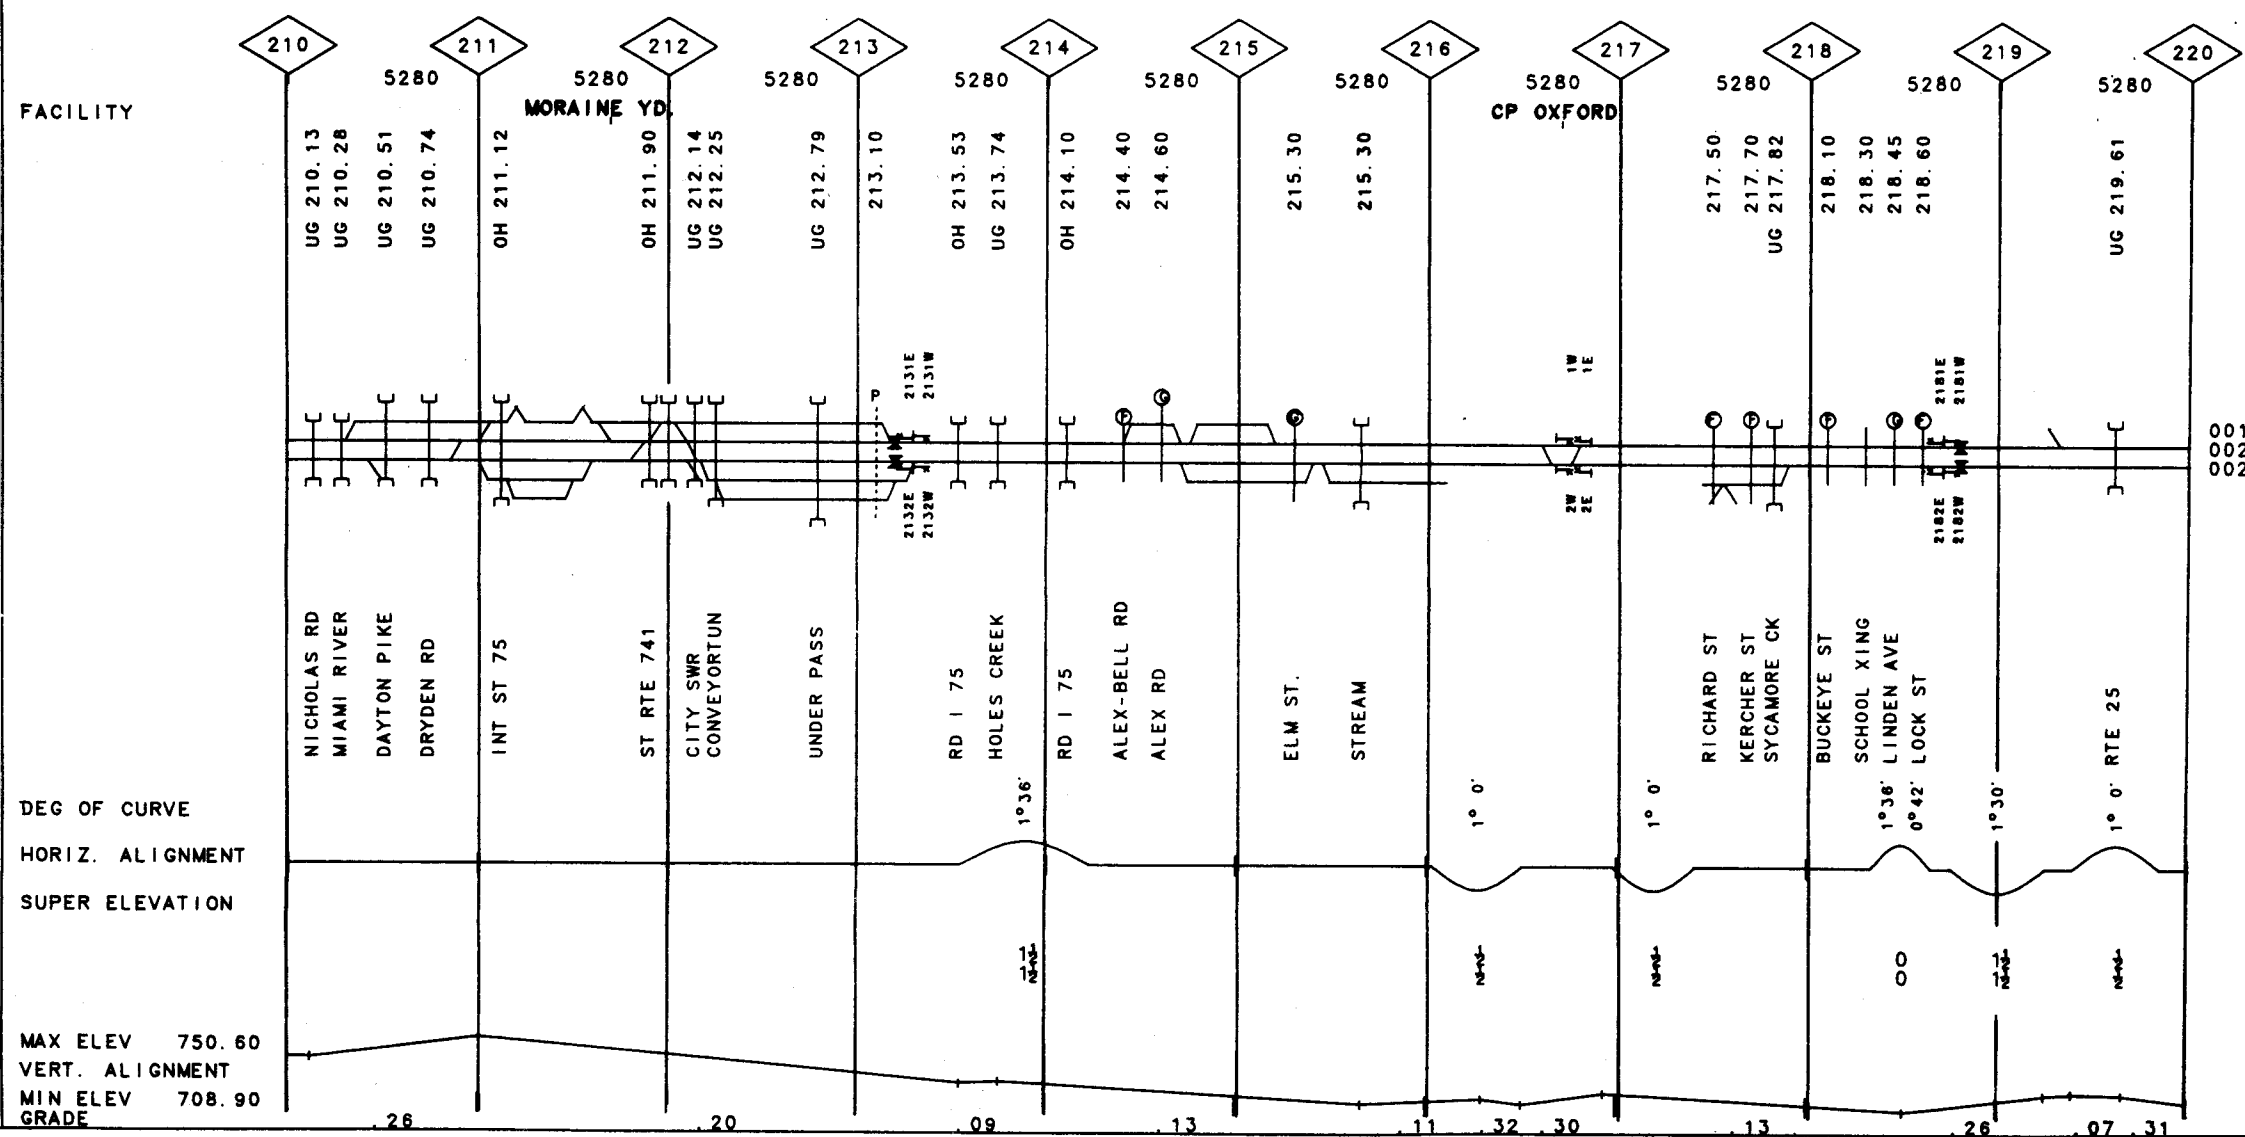 210 211 212 213 214 215 216 217 218 219 220
5280 5280 5280 5280 5280 5280 5280 5280 5280 5280
FACILITY
MORAINE YD.
CP OXFORD
UG 210.13
UG 210.28
UG 210.51
UG 210.74
OH 211.12
OH 211.90
UG 212.14
UG 212.25
UG 212.79
213.10
OH 213.53
UG 213.74
OH 214.10
214.40
214.60
215.30
215.30
217.50
217.70
UG 217.82
218.10
218.30
218.45
218.60
UG 219.61
P
2131E
2131W
1W
1E
2181E
2181W
F
G
F
F
F
001
002
002
2132E
2132W
2W
2E
2182E
2182W
NICHOLAS RD
MIAMI RIVER
DAYTON PIKE
DRYDEN RD
INT ST 75
ST RTE 741
CITY SWR
CONVEYORTUN
UNDER PASS
RD I 75
HOLES CREEK
RD I 75
ALEX-BELL RD
ALEX RD
ELM ST.
STREAM
RICHARD ST
KERCHER ST
SYCAMORE CK
BUCKEYE ST
SCHOOL XING
LINDEN AVE
LOCK ST
RTE 25
DEG OF CURVE
1°36'
1° 0'
1° 0'
1°36'
0°42'
1°30'
1° 0'
HORIZ. ALIGNMENT
SUPER ELEVATION
0
0
MAX ELEV 750.60
VERT. ALIGNMENT
MIN ELEV 708.90
GRADE
.26 .20 .09 .13 .11 .32 .30 .13 .26 .07 .31